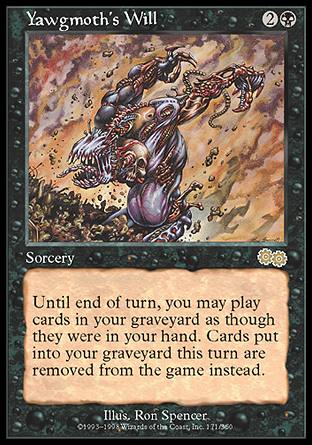 Yawgmoth's Will 2
Sorcery
Until end of turn, you may play
cards in your graveyard as though
they were in your hand. Cards put
into your graveyard this turn are
removed from the game instead.
Illus. Ron Spencer
©1993-1998 Wizards of the Coast, Inc. 171/350